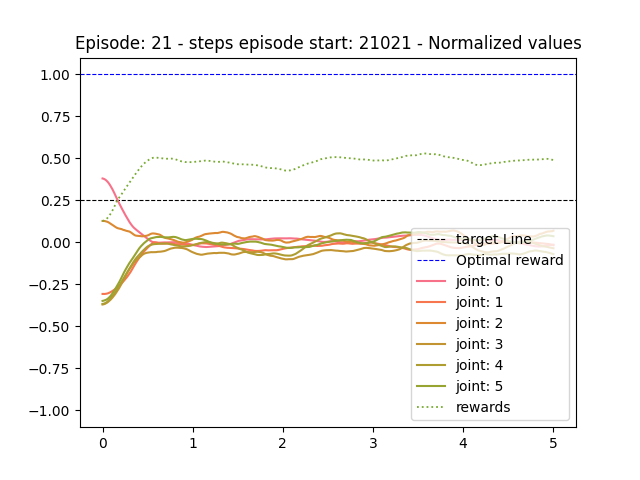 Episode: 21 - steps episode start: 21021 - Normalized values
1.00
0.75
0.50
0.25
0.00
−0.25
−0.50
−0.75
−1.00
0 1 2 3 4 5
target Line
Optimal reward
joint: 0
joint: 1
joint: 2
joint: 3
joint: 4
joint: 5
rewards